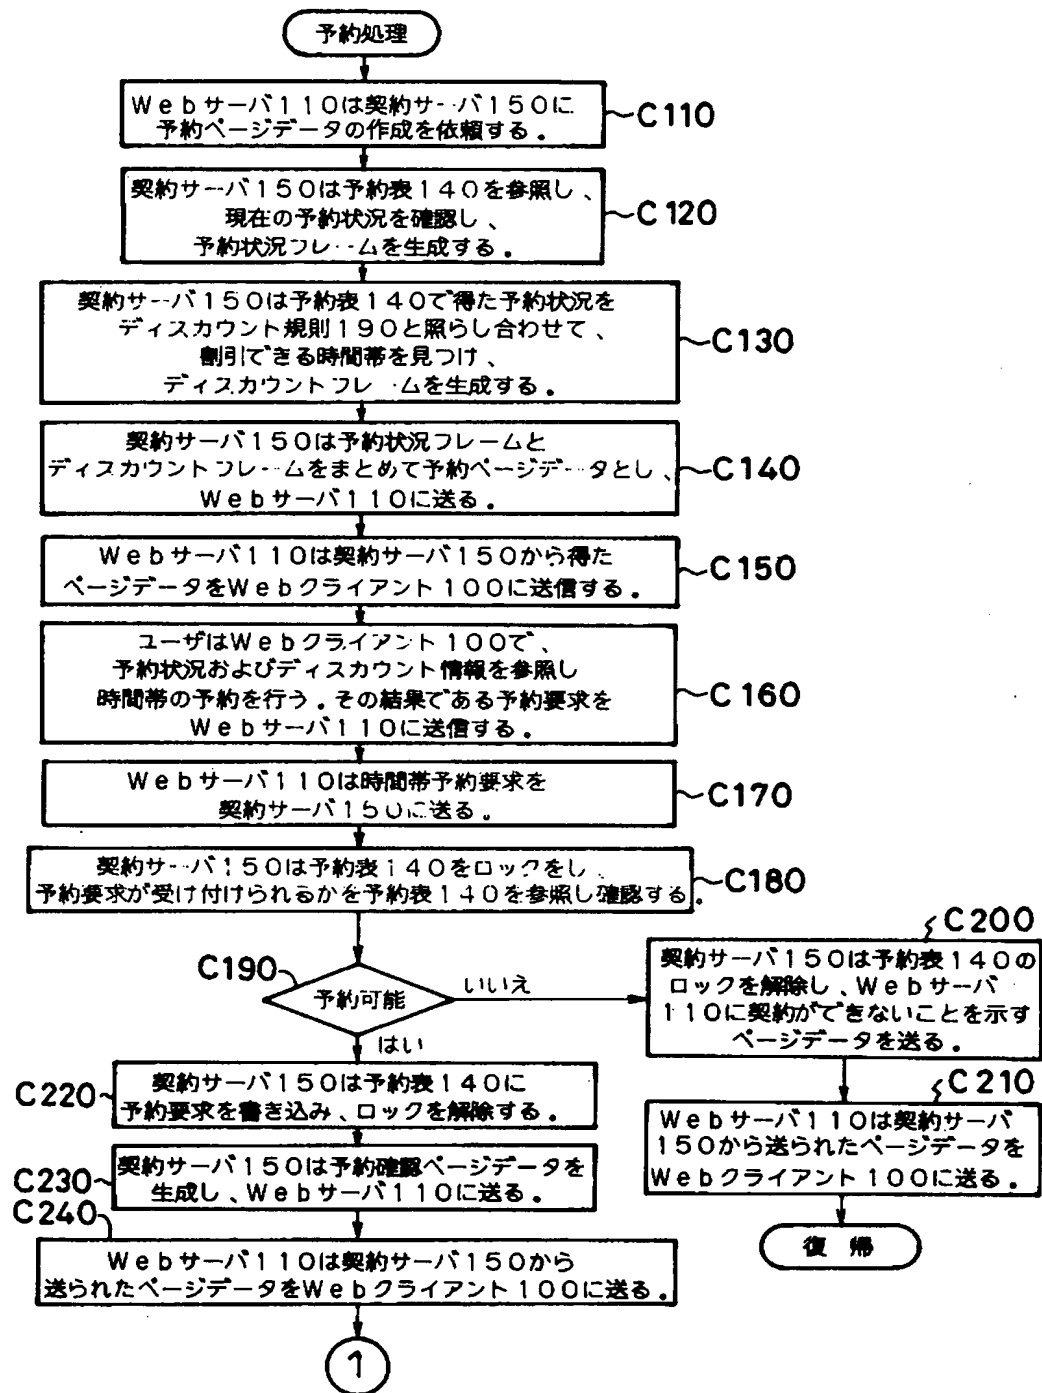 予約処理
Ｗｅｂサーバ１１０は契約サーバ１５０に
予約ページデータの作成を依頼する．
C110
契約サーバ１５０は予約表１４０を参照し、
現在の予約状況を確認し、
予約状況フレームを生成する．
C120
契約サーバ１５０は予約表１４０で得た予約状況を
ディスカウント規則１９０と照らし合わせて、
割引できる時間帯を見つけ、
ディスカウントフレームを生成する．
C130
契約サーバ１５０は予約状況フレームと
ディスカウントフレームをまとめて予約ページデータとし、
Ｗｅｂサーバ１１０に送る．
C140
Ｗｅｂサーバ１１０は契約サーバ１５０から得た
ページデータをＷｅｂクライアント１００に送信する．
C150
ユーザはＷｅｂクライアント１００で、
予約状況およびディスカウント情報を参照し
時間帯の予約を行う．その結果である予約要求を
Ｗｅｂサーバ１１０に送信する．
C160
Ｗｅｂサーバ１１０は時間帯予約要求を
契約サーバ１５０に送る．
C170
契約サーバ１５０は予約表１４０をロックをし、
予約要求が受け付けられるかを予約表１４０を参照し確認する．
C180
C190
予約可能
いいえ
はい
C200
契約サーバ１５０は予約表１４０の
ロックを解除し、Ｗｅｂサーバ
１１０に契約ができないことを示す
ページデータを送る．
C210
Ｗｅｂサーバ１１０は契約サーバ
１５０から送られたページデータを
Ｗｅｂクライアント１００に送る．
復帰
C220
契約サーバ１５０は予約表１４０に
予約要求を書き込み、ロックを解除する．
C230
契約サーバ１５０は予約確認ページデータを
生成し、Ｗｅｂサーバ１１０に送る．
C240
Ｗｅｂサーバ１１０は契約サーバ１５０から
送られたページデータをＷｅｂクライアント１００に送る．
1